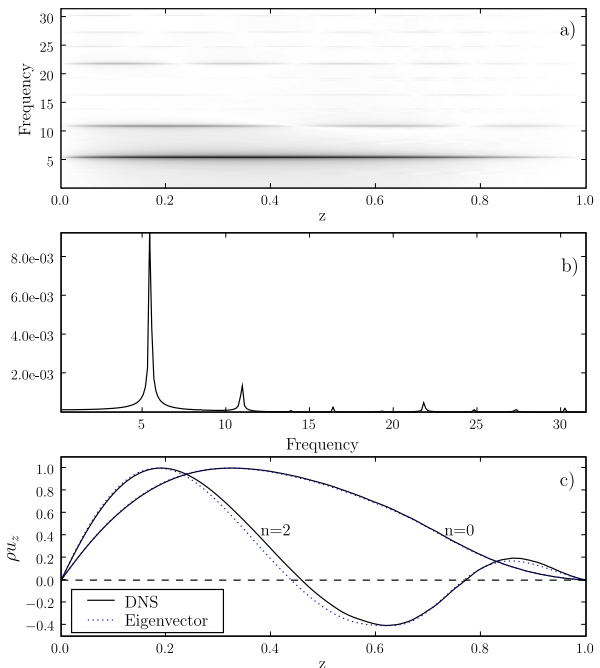 30
25
20
15
10
5
Frequency
a)
0.0 0.2 0.4 0.6 0.8 1.0
z
8.0e-03
6.0e-03
4.0e-03
2.0e-03
b)
5 10 15 20 25 30
Frequency
1.0
0.8
0.6
0.4
0.2
0.0
−0.2
−0.4
ρu_z
c)
n=2
n=0
DNS
Eigenvector
0.0 0.2 0.4 0.6 0.8 1.0
z